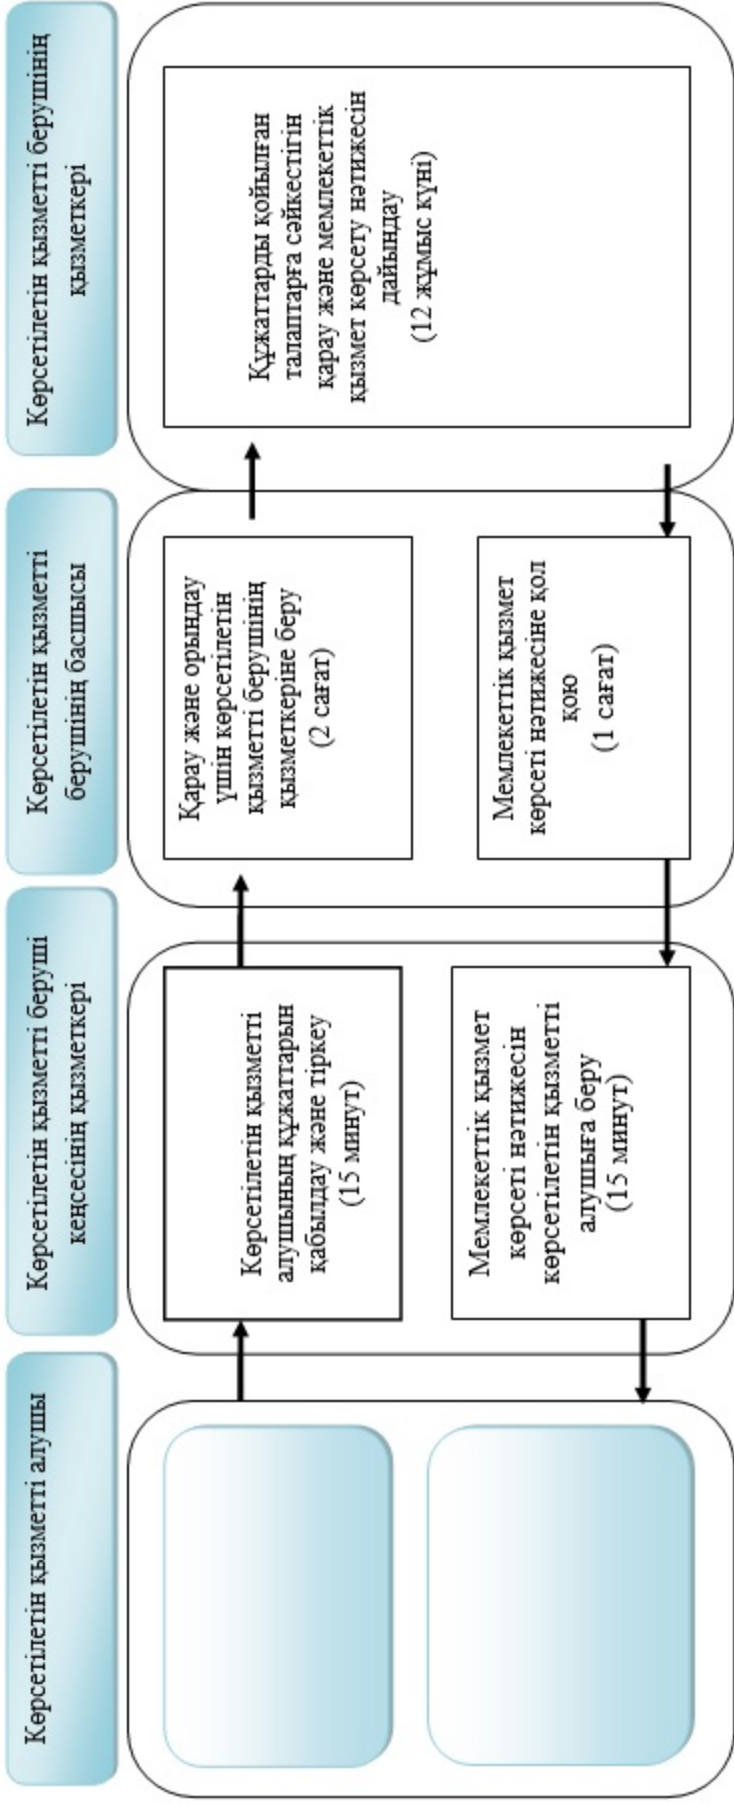 Көрсетілетін қызметті алушы
Көрсетілетін қызметті беруші
кеңсесінің қызметкері
Көрсетілетін қызметті
берушінің басшысы
Көрсетілетін қызметті берушінің
қызметкері
Көрсетілетін қызметті
алушының құжаттарын
қабылдау және тіркеу
(15 минут)
Қарау және орындау
үшін көрсетілетін
қызметті берушінің
қызметкеріне беру
(2 сағат)
Құжаттарды қойылған
талаптарға сәйкестігін
қарау және мемлекеттік
қызмет көрсету нәтижесін
дайындау
(12 жұмыс күні)
Мемлекеттік қызмет
көрсеті нәтижесіне қол
қою
(1 сағат)
Мемлекеттік қызмет
көрсеті нәтижесін
көрсетілетін қызметті
алушыға беру
(15 минут)